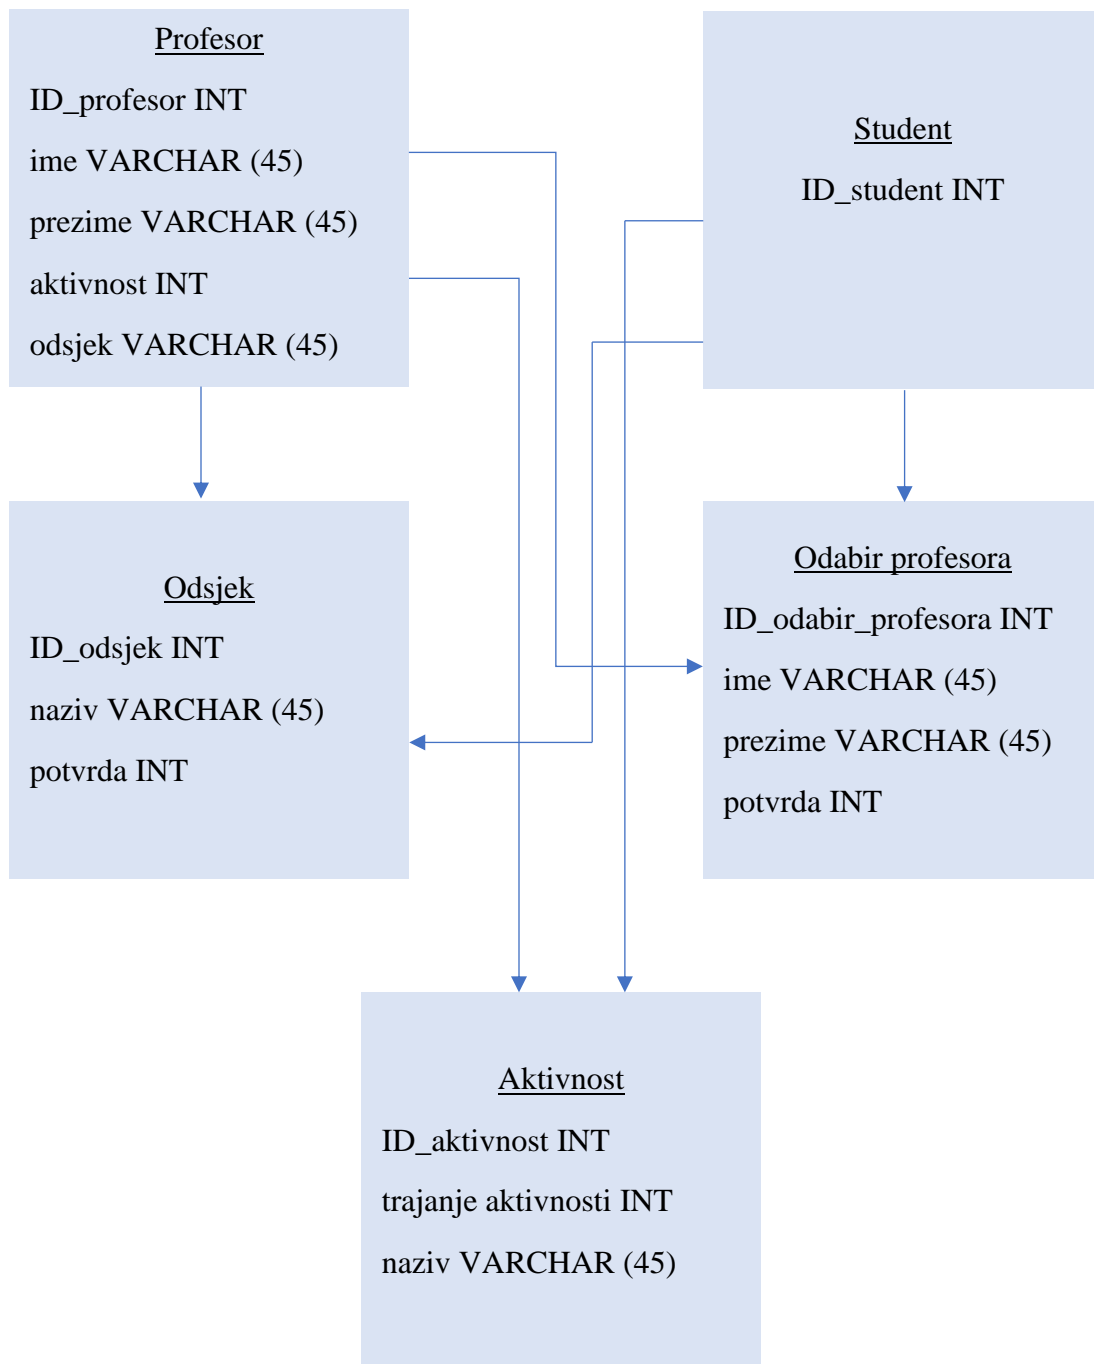 Profesor
ID_profesor INT
ime VARCHAR (45)
prezime VARCHAR (45)
aktivnost INT
odsjek VARCHAR (45)
Student
ID_student INT
Odsjek
ID_odsjek INT
naziv VARCHAR (45)
potvrda INT
Odabir profesora
ID_odabir_profesora INT
ime VARCHAR (45)
prezime VARCHAR (45)
potvrda INT
Aktivnost
ID_aktivnost INT
trajanje aktivnosti INT
naziv VARCHAR (45)